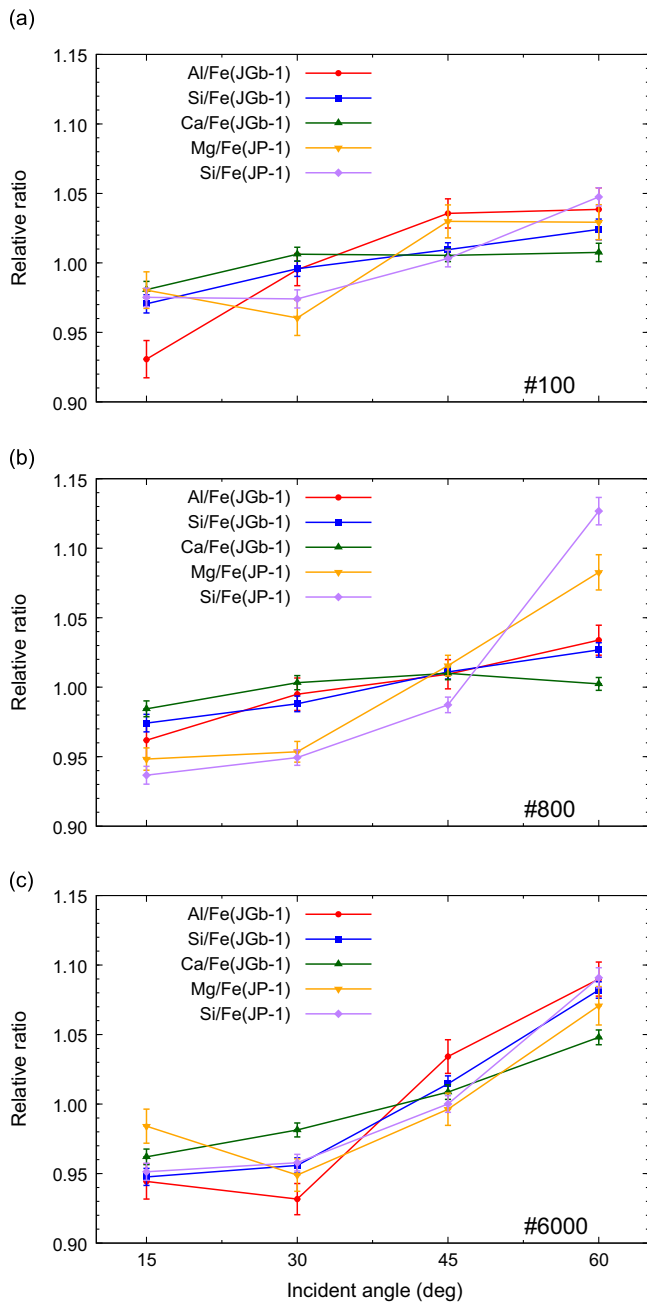 (a)
1.15
1.10
1.05
1.00
0.95
0.90
Relative ratio
Al/Fe(JGb-1)
Si/Fe(JGb-1)
Ca/Fe(JGb-1)
Mg/Fe(JP-1)
Si/Fe(JP-1)
#100
(b)
1.15
1.10
1.05
1.00
0.95
0.90
Relative ratio
Al/Fe(JGb-1)
Si/Fe(JGb-1)
Ca/Fe(JGb-1)
Mg/Fe(JP-1)
Si/Fe(JP-1)
#800
(c)
1.15
1.10
1.05
1.00
0.95
0.90
Relative ratio
Al/Fe(JGb-1)
Si/Fe(JGb-1)
Ca/Fe(JGb-1)
Mg/Fe(JP-1)
Si/Fe(JP-1)
#6000
15 30 45 60
Incident angle (deg)